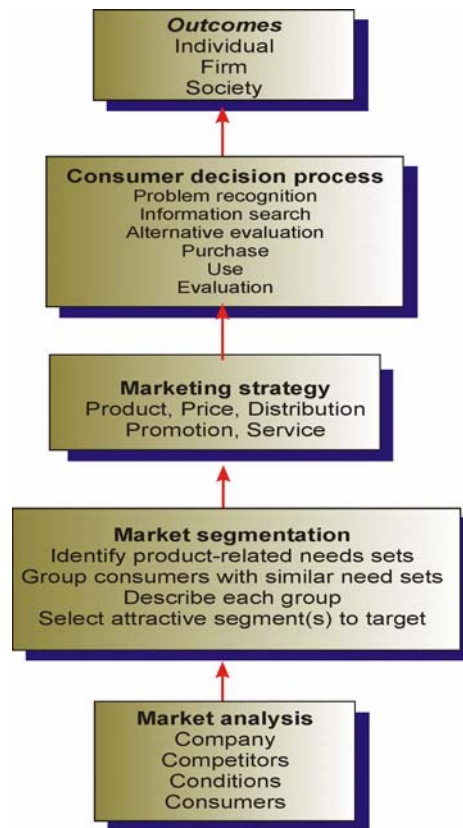 Outcomes
Individual
Firm
Society
Consumer decision process
Problem recognition
Information search
Alternative evaluation
Purchase
Use
Evaluation
Marketing strategy
Product, Price, Distribution
Promotion, Service
Market segmentation
Identify product-related needs sets
Group consumers with similar need sets
Describe each group
Select attractive segment(s) to target
Market analysis
Company
Competitors
Conditions
Consumers